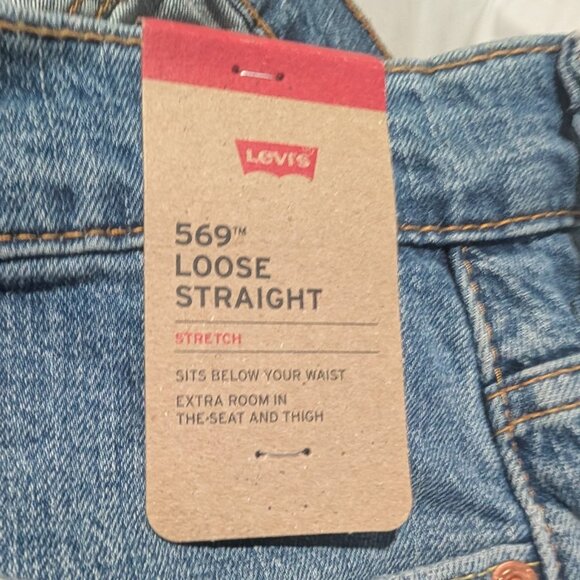 Levi's
569™
LOOSE
STRAIGHT
STRETCH
SITS BELOW YOUR WAIST
EXTRA ROOM IN
THE SEAT AND THIGH